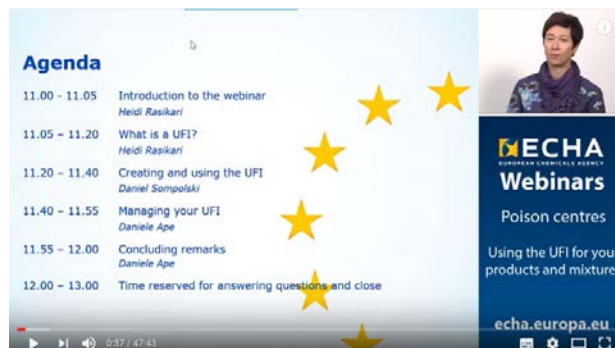 Agenda
11.00 - 11.05 Introduction to the webinar
Heidi Rasikari
11.05 – 11.20 What is a UFI?
Heidi Rasikari
11.20 – 11.40 Creating and using the UFI
Daniel Sompolski
11.40 – 11.55 Managing your UFI
Daniele Ape
11.55 – 12.00 Concluding remarks
Daniele Ape
12.00 – 13.00 Time reserved for answering questions and close
ECHA
EUROPEAN CHEMICALS AGENCY
Webinars
Poison centres
Using the UFI for you
products and mixture
echa.europa.eu
0:37 / 47:43